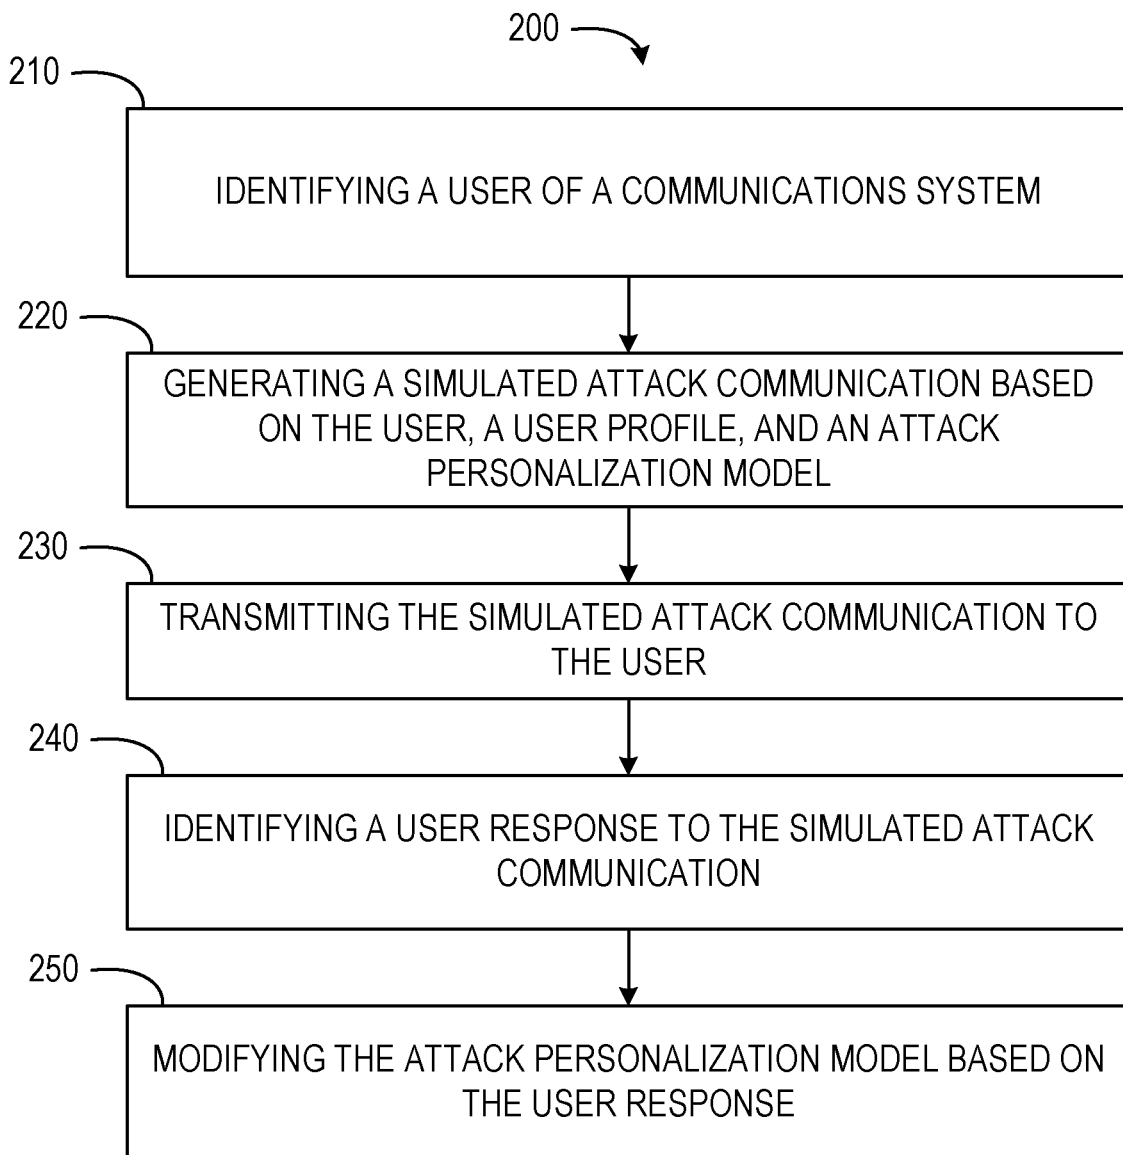 200
210
IDENTIFYING A USER OF A COMMUNICATIONS SYSTEM
220
GENERATING A SIMULATED ATTACK COMMUNICATION BASED
ON THE USER, A USER PROFILE, AND AN ATTACK
PERSONALIZATION MODEL
230
TRANSMITTING THE SIMULATED ATTACK COMMUNICATION TO
THE USER
240
IDENTIFYING A USER RESPONSE TO THE SIMULATED ATTACK
COMMUNICATION
250
MODIFYING THE ATTACK PERSONALIZATION MODEL BASED ON
THE USER RESPONSE